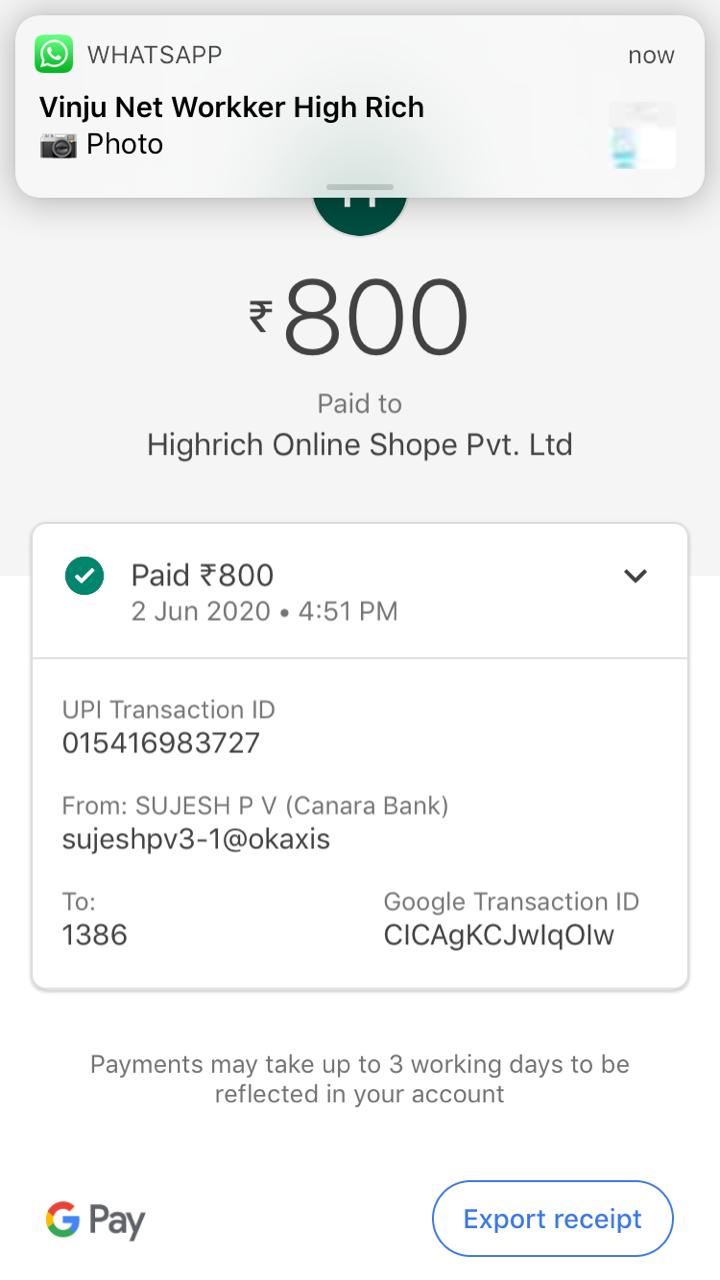 WHATSAPP now
Vinju Net Workker High Rich
Photo
₹800
Paid to
Highrich Online Shope Pvt. Ltd
Paid ₹800
2 Jun 2020 • 4:51 PM
UPI Transaction ID
015416983727
From: SUJESH P V (Canara Bank)
sujeshpv3-1@okaxis
To: Google Transaction ID
1386 CICAgKCJwIqOIw
Payments may take up to 3 working days to be
reflected in your account
G Pay Export receipt